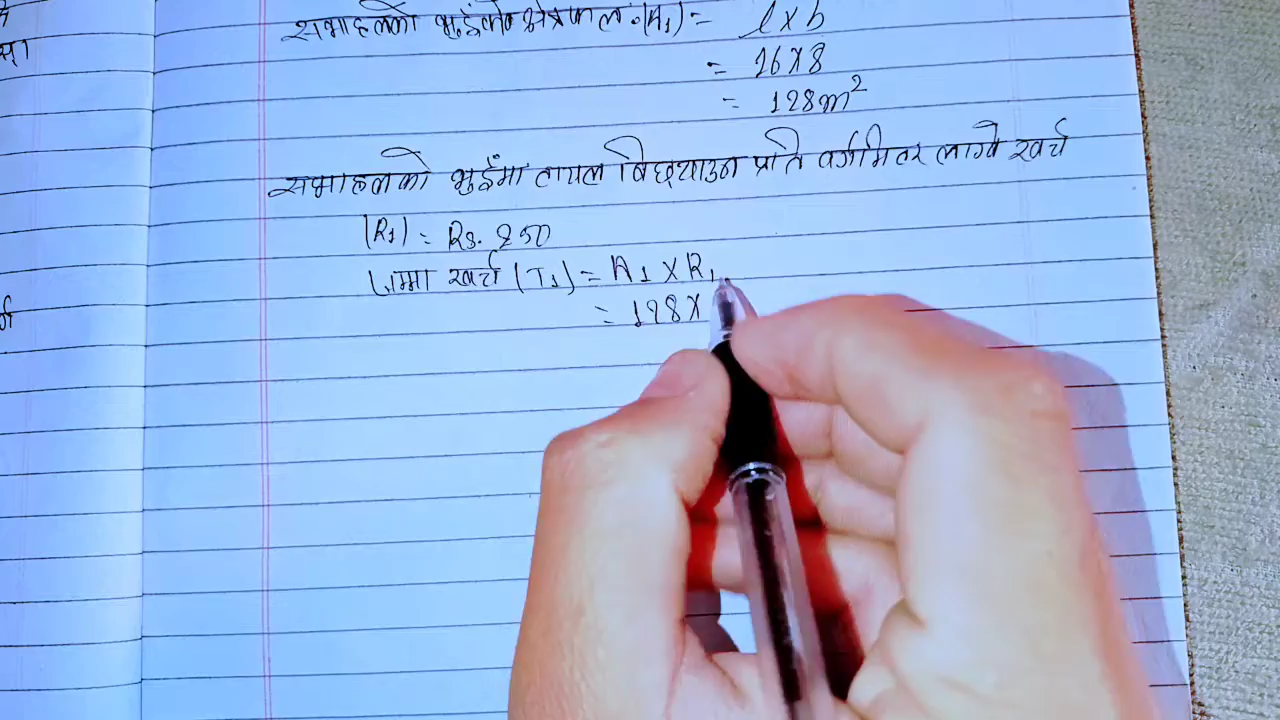 सभाहलको भुईंको क्षेत्रफल (A₁) = l × b
= 16 × 8
= 128m²
सभाहलको भुईंमा टायल बिछ्याउन प्रति वर्गमिटर लाग्ने खर्च
(R₁) = Rs. 250
जम्मा खर्च (T₁) = A₁ × R₁
= 128 ×